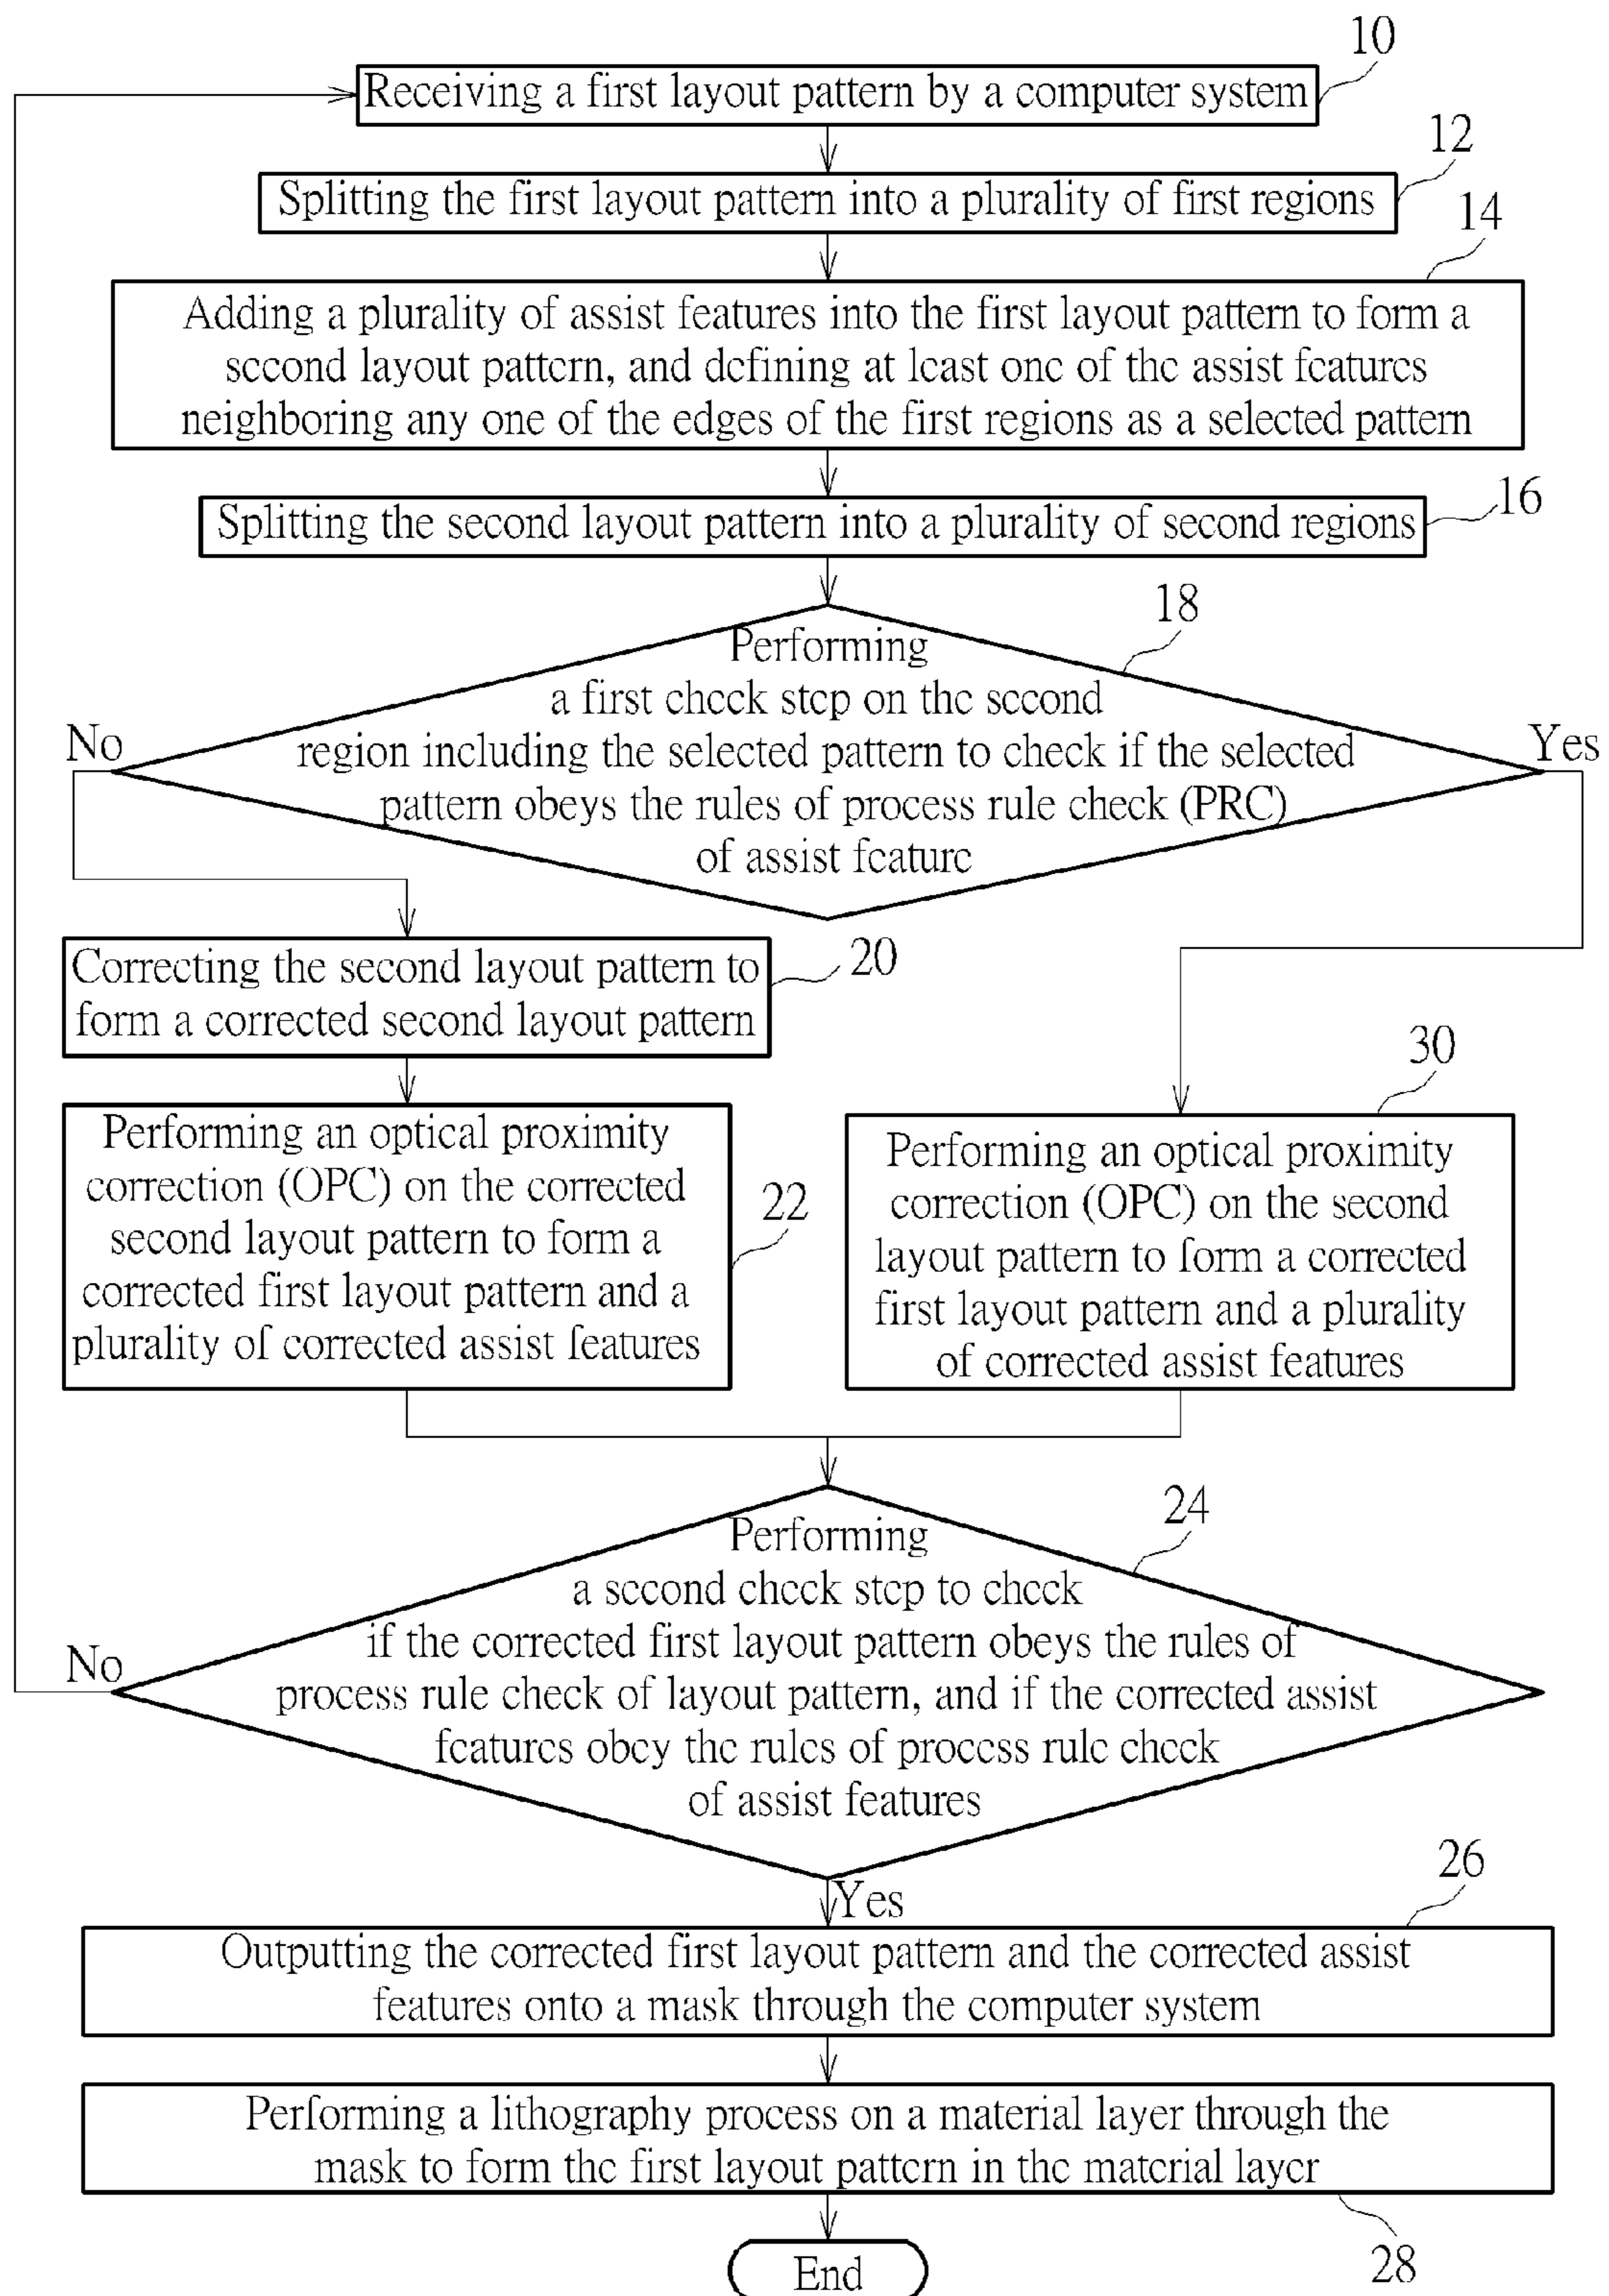 10
Receiving a first layout pattern by a computer system
12
Splitting the first layout pattern into a plurality of first regions
14
Adding a plurality of assist features into the first layout pattern to form a
second layout pattern, and defining at least one of the assist features
neighboring any one of the edges of the first regions as a selected pattern
16
Splitting the second layout pattern into a plurality of second regions
18
Performing
a first check step on the second
region including the selected pattern to check if the selected
pattern obeys the rules of process rule check (PRC)
of assist feature
No
Yes
20
Correcting the second layout pattern to
form a corrected second layout pattern
22
Performing an optical proximity
correction (OPC) on the corrected
second layout pattern to form a
corrected first layout pattern and a
plurality of corrected assist features
30
Performing an optical proximity
correction (OPC) on the second
layout pattern to form a corrected
first layout pattern and a plurality
of corrected assist features
24
Performing
a second check step to check
if the corrected first layout pattern obeys the rules of
process rule check of layout pattern, and if the corrected assist
features obey the rules of process rule check
of assist features
No
Yes
26
Outputting the corrected first layout pattern and the corrected assist
features onto a mask through the computer system
Performing a lithography process on a material layer through the
mask to form the first layout pattern in the material layer
28
End